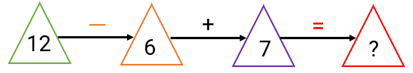 12 — 6 + 7 = ?